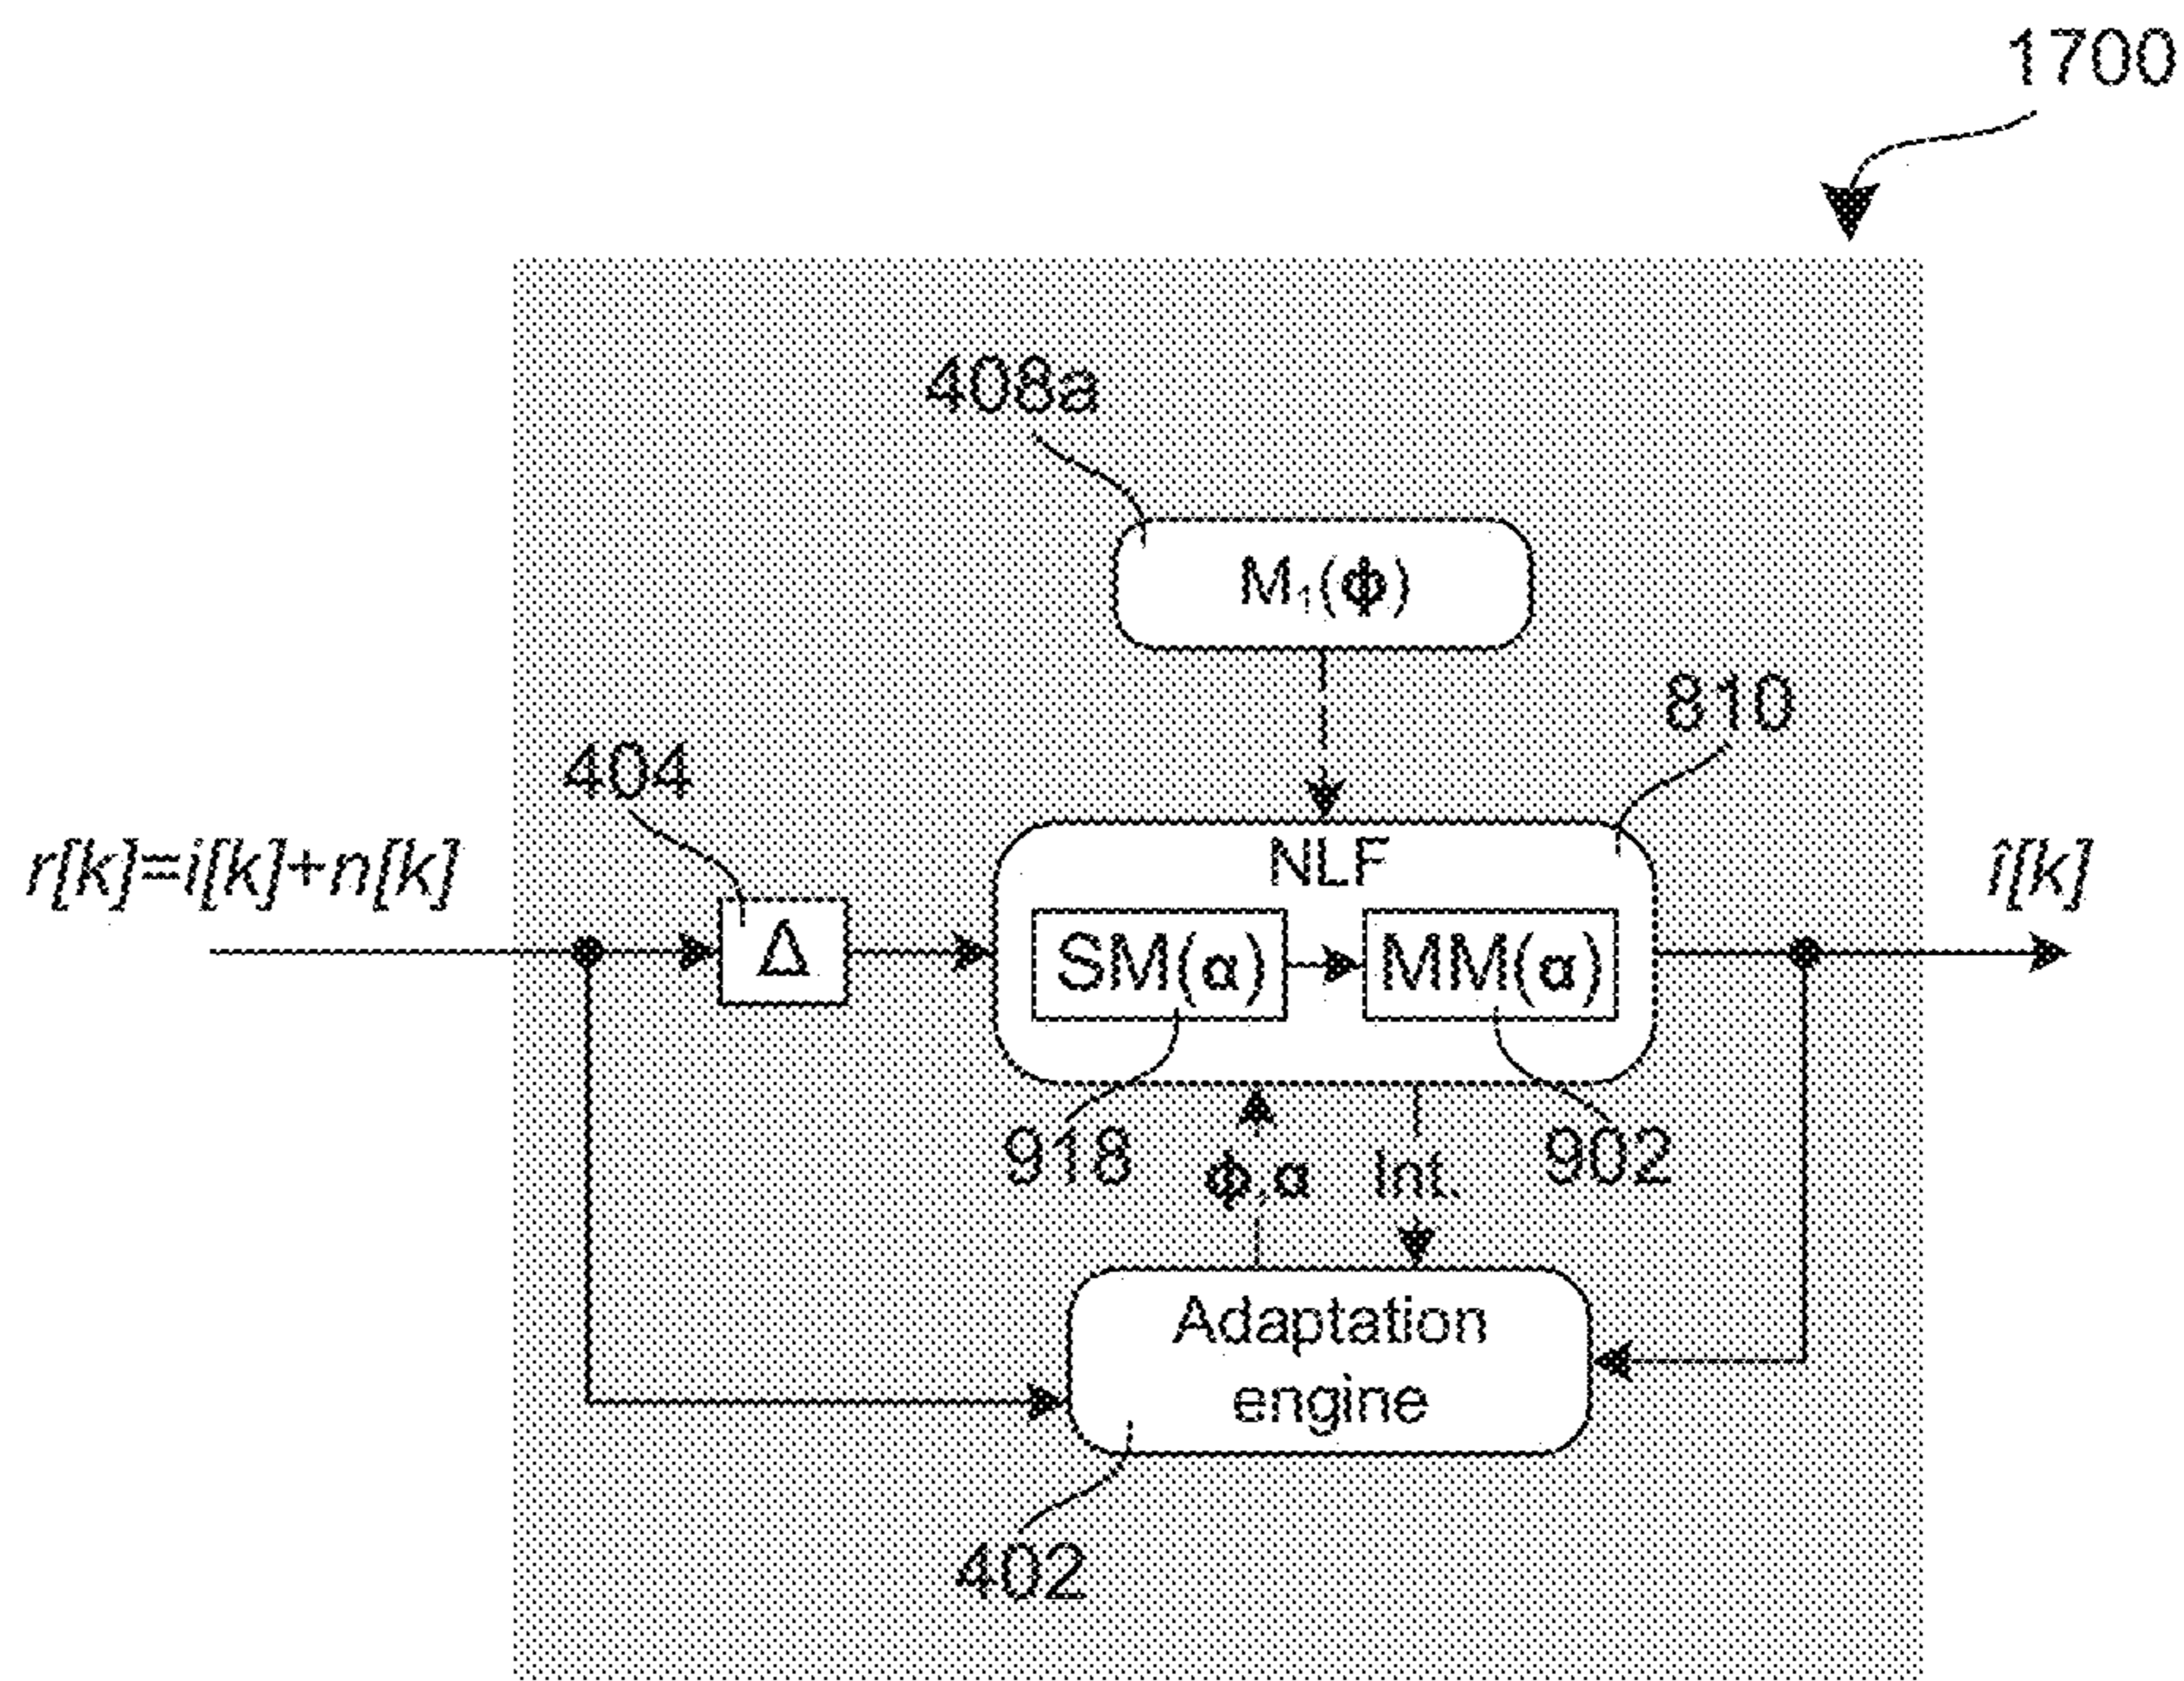 1700
408a
M₁(ϕ)
810
404
r[k]=i[k]+n[k]
NLF
î[k]
Δ
SM(α)
MM(α)
918
ϕ,α
Int.
902
Adaptation
engine
402